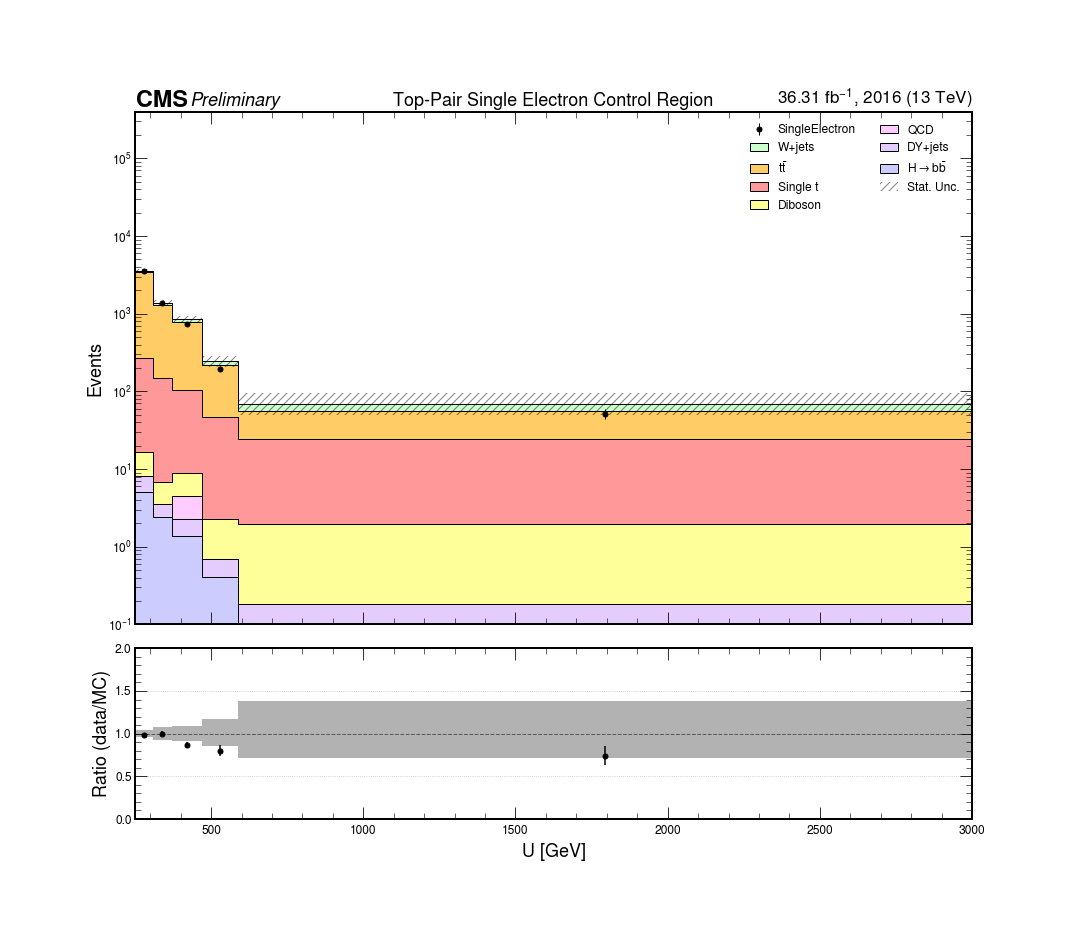 CMS Preliminary Top-Pair Single Electron Control Region 36.31 fb⁻¹, 2016 (13 TeV)
SingleElectron QCD
W+jets DY+jets
tt̄ H→bb̄
Single t Stat. Unc.
Diboson
10⁵
10⁴
10³
10²
10¹
10⁰
10⁻¹
Events
2.0
1.5
1.0
0.5
0.0
Ratio (data/MC)
500 1000 1500 2000 2500 3000
U [GeV]